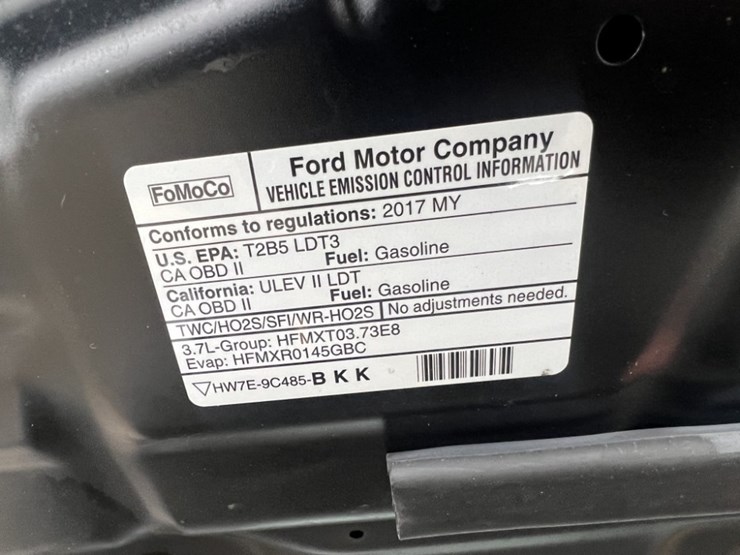 FoMoCo
Ford Motor Company
VEHICLE EMISSION CONTROL INFORMATION
Conforms to regulations: 2017 MY
U.S. EPA: T2B5 LDT3
CA OBD II Fuel: Gasoline
California: ULEV II LDT
CA OBD II Fuel: Gasoline
TWC/HO2S/SFI/WR-HO2S No adjustments needed.
3.7L-Group: HFMXT03.73E8
Evap: HFMXR0145GBC
HW7E-9C485-B K K